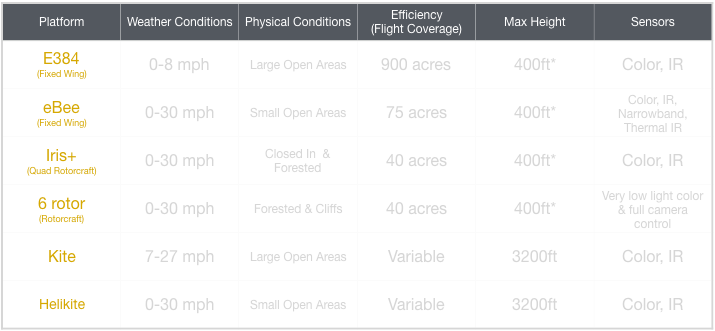 Platform Weather Conditions Physical Conditions Efficiency (Flight Coverage) Max Height Sensors
E384 (Fixed Wing) 0-8 mph Large Open Areas 900 acres 400ft* Color, IR
eBee (Fixed Wing) 0-30 mph Small Open Areas 75 acres 400ft* Color, IR, Narrowband, Thermal IR
Iris+ (Quad Rotorcraft) 0-30 mph Closed In & Forested 40 acres 400ft* Color, IR
6 rotor (Rotorcraft) 0-30 mph Forested & Cliffs 40 acres 400ft* Very low light color & full camera control
Kite 7-27 mph Large Open Areas Variable 3200ft Color, IR
Helikite 0-30 mph Small Open Areas Variable 3200ft Color, IR